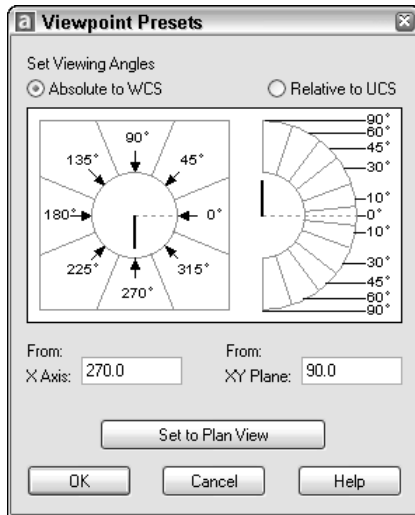 a Viewpoint Presets
Set Viewing Angles
Absolute to WCS
Relative to UCS
90°
135°
45°
180°
0°
225°
315°
270°
90°
60°
45°
30°
10°
0°
10°
30°
45°
60°
90°
From:
X Axis: 270.0
From:
XY Plane: 90.0
Set to Plan View
OK
Cancel
Help